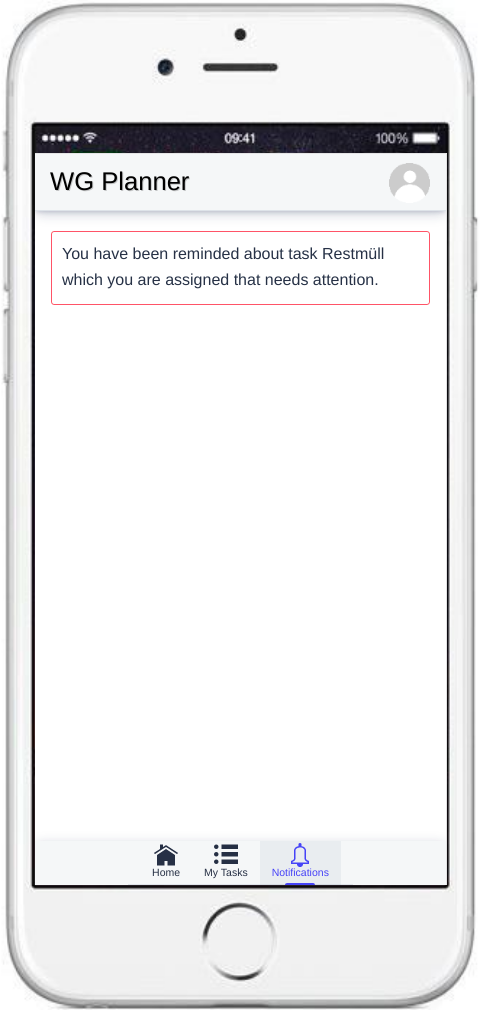 09:41
100%
WG Planner
You have been reminded about task Restmüll
which you are assigned that needs attention.
Home
My Tasks
Notifications